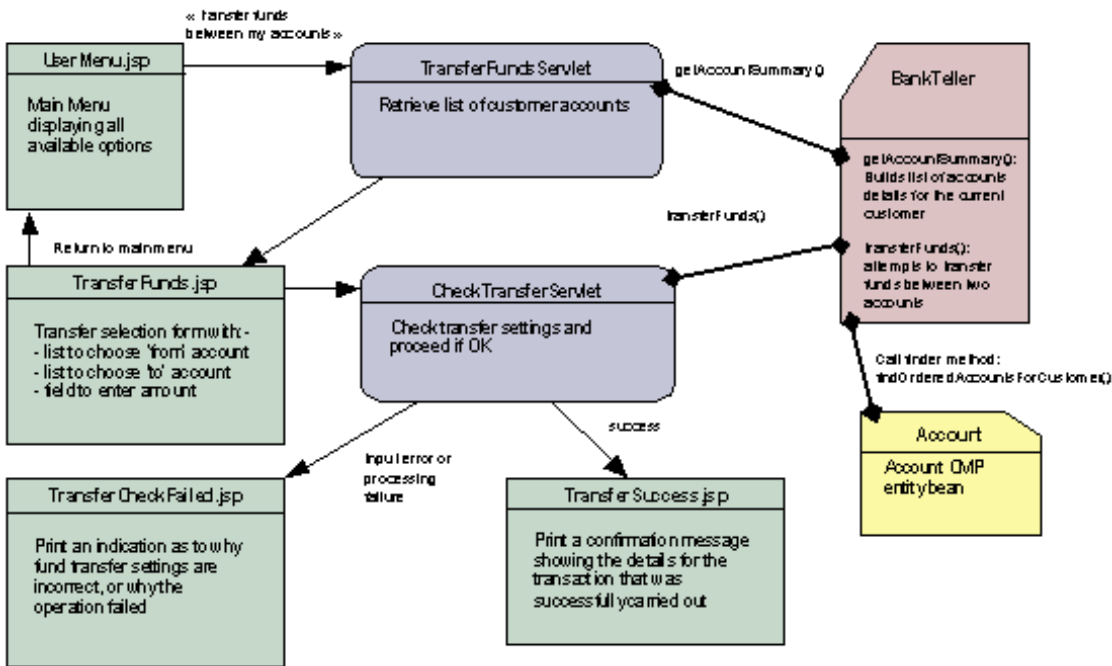 « Transfer funds
between my accounts »
UserMenu.jsp
Main Menu
displaying all
available options
TransferFundsServlet
Retrieve list of customer accounts
getAccountSummary()
BankTeller
getAccountSummary():
Builds list of accounts
details for the current
customer
transferFunds():
attempts to transfer
funds between two
accounts
transferFunds()
Return to main menu
TransferFunds.jsp
Transfer selection form with: -
- list to choose 'from' account
- list to choose 'to' account
- field to enter amount
CheckTransferServlet
Check transfer settings and
proceed if OK
Call finder method:
findOrderedAccountsForCustomer()
Account
Account CMP
entity bean
success
Input error or
processing
failure
TransferCheckFailed.jsp
Print an indication as to why
fund transfer settings are
incorrect, or why the
operation failed
TransferSuccess.jsp
Print a confirmation message
showing the details for the
transaction that was
successfully carried out